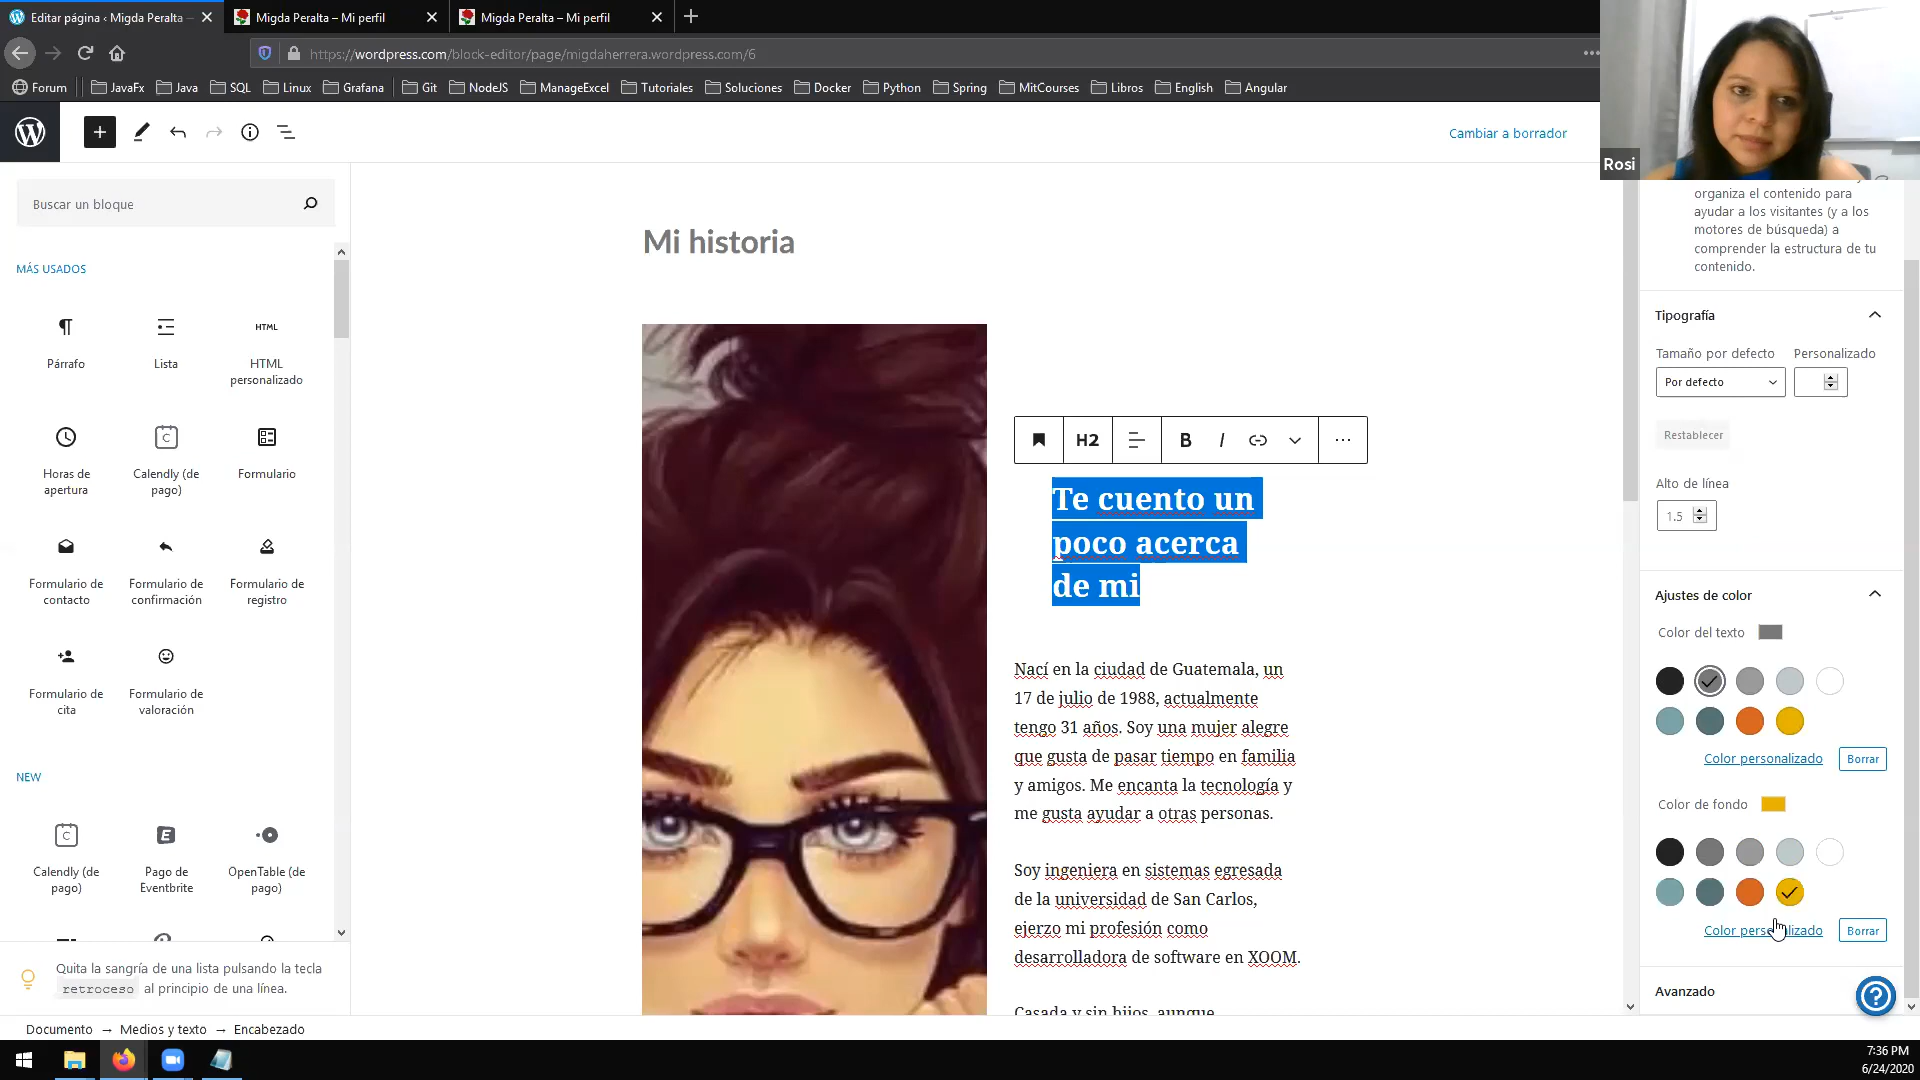 Editar página ‹ Migda Peralta —
Migda Peralta – Mi perfil
Migda Peralta – Mi perfil
https://wordpress.com/block-editor/page/migdaherrera.wordpress.com/6
Forum
JavaFx
Java
SQL
Linux
Grafana
Git
NodeJS
ManageExcel
Tutoriales
Soluciones
Docker
Python
Spring
MitCourses
Libros
English
Angular
Cambiar a borrador
Rosi
Buscar un bloque
MÁS USADOS
Párrafo
Lista
HTML
HTML
personalizado
Horas de
apertura
Calendly (de
pago)
Formulario
Formulario de
contacto
Formulario de
confirmación
Formulario de
registro
Formulario de
cita
Formulario de
valoración
NEW
Calendly (de
pago)
Pago de
Eventbrite
OpenTable (de
pago)
Quita la sangría de una lista pulsando la tecla
retroceso al principio de una línea.
Mi historia
H2
B
I
Te cuento un
poco acerca
de mi
Nací en la ciudad de Guatemala, un
17 de julio de 1988, actualmente
tengo 31 años. Soy una mujer alegre
que gusta de pasar tiempo en familia
y amigos. Me encanta la tecnología y
me gusta ayudar a otras personas.
Soy ingeniera en sistemas egresada
de la universidad de San Carlos,
ejerzo mi profesión como
desarrolladora de software en XOOM.
Casada y sin hijos, aunque
organiza el contenido para
ayudar a los visitantes (y a los
motores de búsqueda) a
comprender la estructura de tu
contenido.
Tipografía
Tamaño por defecto
Personalizado
Por defecto
Restablecer
Alto de línea
1.5
Ajustes de color
Color del texto
Color personalizado
Borrar
Color de fondo
Color personalizado
Borrar
Avanzado
Documento → Medios y texto → Encabezado
7:36 PM
6/24/2020